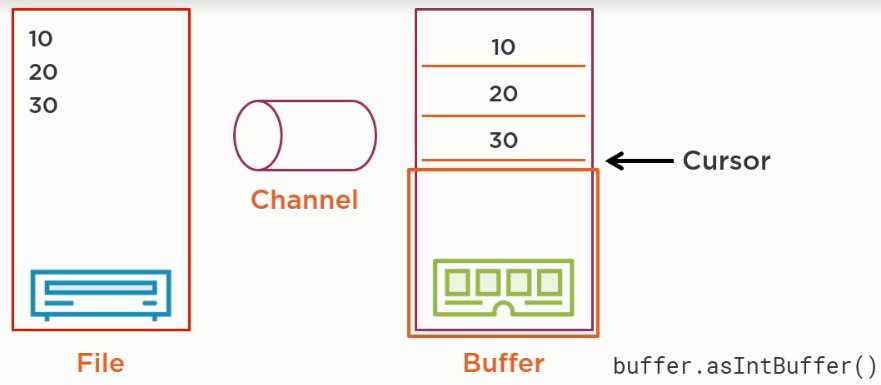 10
20
30
File
Channel
10
20
30
Buffer
Cursor
buffer.asIntBuffer()